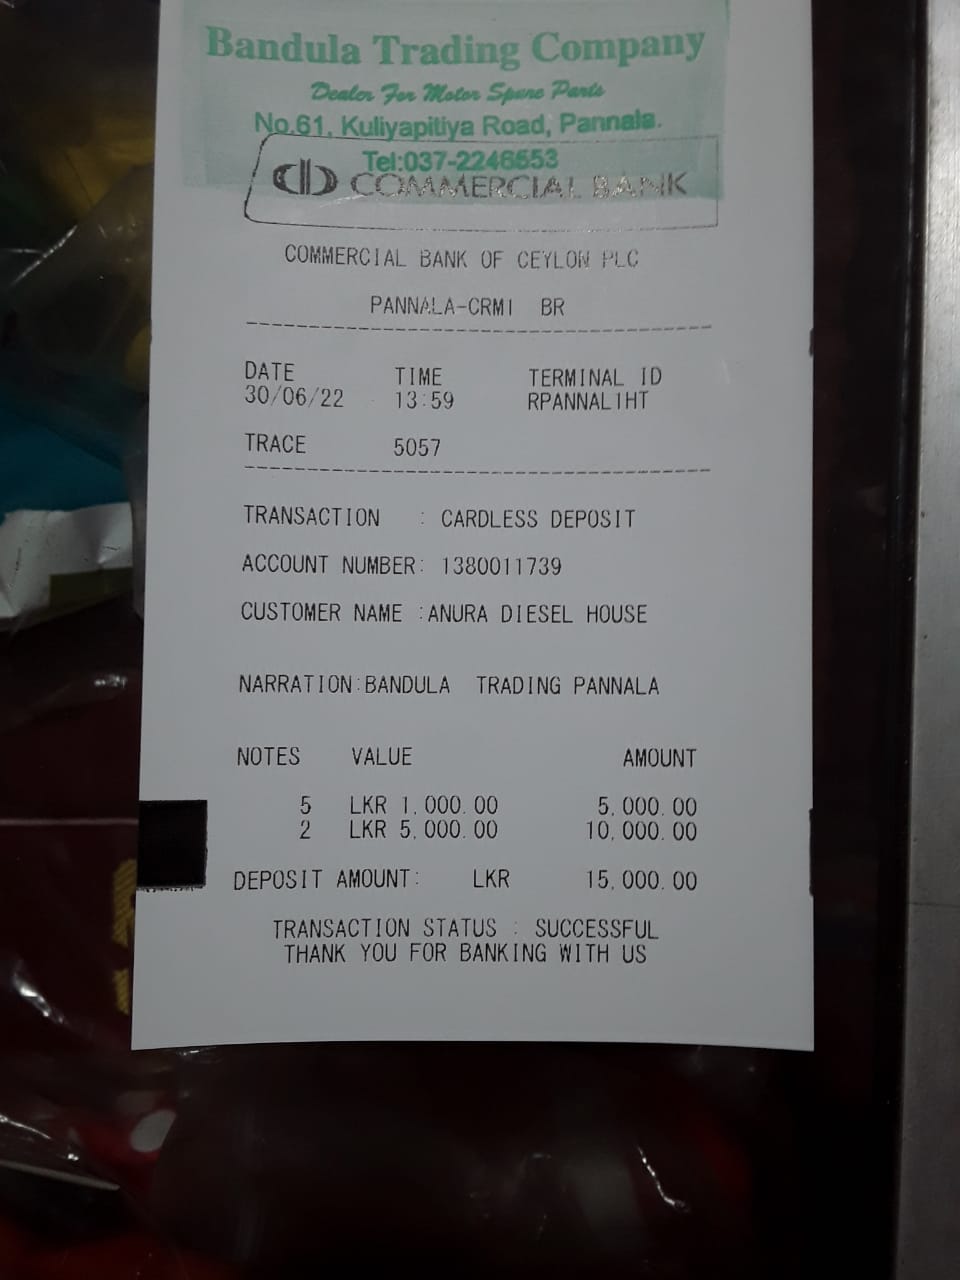 Bandula Trading Company
Dealer For Motor Spare Parts
No.61, Kuliyapitiya Road, Pannala.
Tel:037-2246553
COMMERCIAL BANK
COMMERCIAL BANK OF CEYLON PLC
PANNALA-CRM1 BR
DATE TIME TERMINAL ID
30/06/22 13:59 RPANNAL1HT
TRACE 5057
TRANSACTION : CARDLESS DEPOSIT
ACCOUNT NUMBER: 1380011739
CUSTOMER NAME :ANURA DIESEL HOUSE
NARRATION:BANDULA TRADING PANNALA
NOTES VALUE AMOUNT
5 LKR 1,000.00 5,000.00
2 LKR 5,000.00 10,000.00
DEPOSIT AMOUNT: LKR 15,000.00
TRANSACTION STATUS : SUCCESSFUL
THANK YOU FOR BANKING WITH US